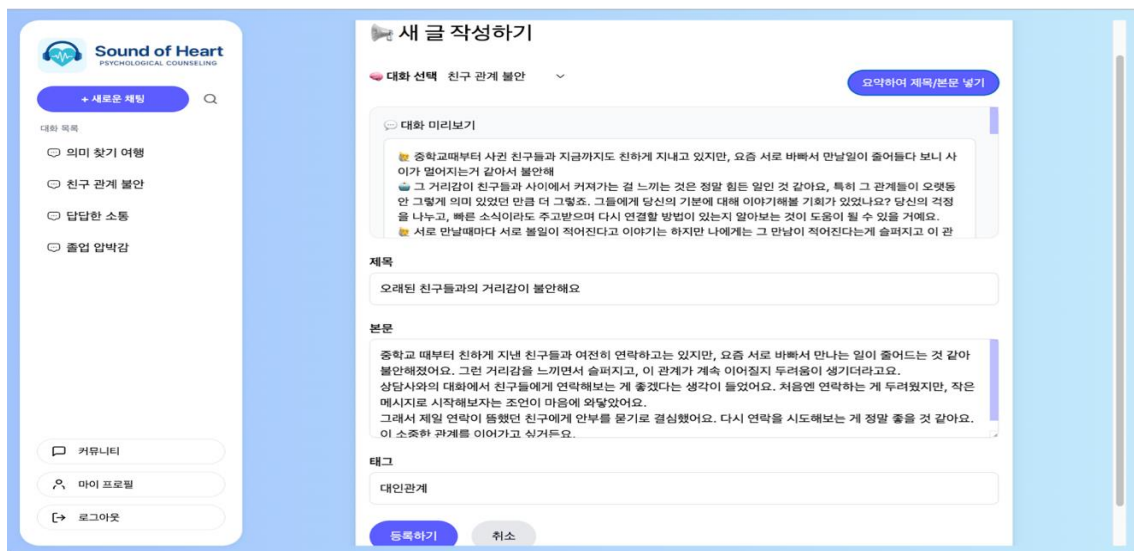 Sound of Heart
PSYCHOLOGICAL COUNSELING
+ 새로운 채팅
대화 목록
의미 찾기 여행
친구 관계 불안
답답한 소통
졸업 압박감
커뮤니티
마이 프로필
로그아웃
새 글 작성하기
대화 선택 친구 관계 불안
요약하여 제목/본문 넣기
대화 미리보기
중학교때부터 사귄 친구들과 지금까지도 친하게 지내고 있지만, 요즘 서로 바빠서 만날일이 줄어들다 보니 사
이가 멀어지는거 같아서 불안해
그 거리감이 친구들과 사이에서 커져가는 걸 느끼는 것은 정말 힘든 일인 것 같아요, 특히 그 관계들이 오랫동
안 그렇게 의미 있었던 만큼 더 그렇죠. 그들에게 당신의 기분에 대해 이야기해볼 기회가 있었나요? 당신의 걱정
을 나누고, 빠른 소식이라도 주고받으며 다시 연결할 방법이 있는지 알아보는 것이 도움이 될 수 있을 거예요.
서로 만날때마다 서로 볼일이 적어진다고 이야기는 하지만 나에게는 그 만남이 적어진다는게 슬퍼지고 이 관
제목
오래된 친구들과의 거리감이 불안해요
본문
중학교 때부터 친하게 지낸 친구들과 여전히 연락하고는 있지만, 요즘 서로 바빠서 만나는 일이 줄어드는 것 같아
불안해졌어요. 그런 거리감을 느끼면서 슬퍼지고, 이 관계가 계속 이어질지 두려움이 생기더라고요.
상담사와의 대화에서 친구들에게 연락해보는 게 좋겠다는 생각이 들었어요. 처음엔 연락하는 게 두려웠지만, 작은
메시지로 시작해보자는 조언이 마음에 와닿았어요.
그래서 제일 연락이 뜸했던 친구에게 안부를 묻기로 결심했어요. 다시 연락을 시도해보는 게 정말 좋을 것 같아요.
이 소중한 관계를 이어가고 싶거든요.
태그
대인관계
등록하기
취소